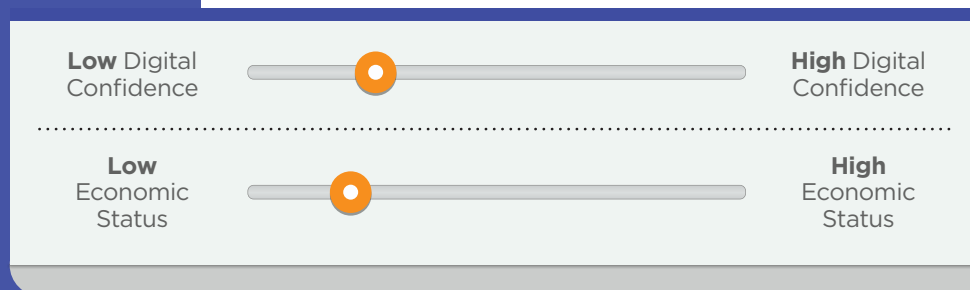 Low Digital
Confidence
High Digital
Confidence
Low
Economic
Status
High
Economic
Status